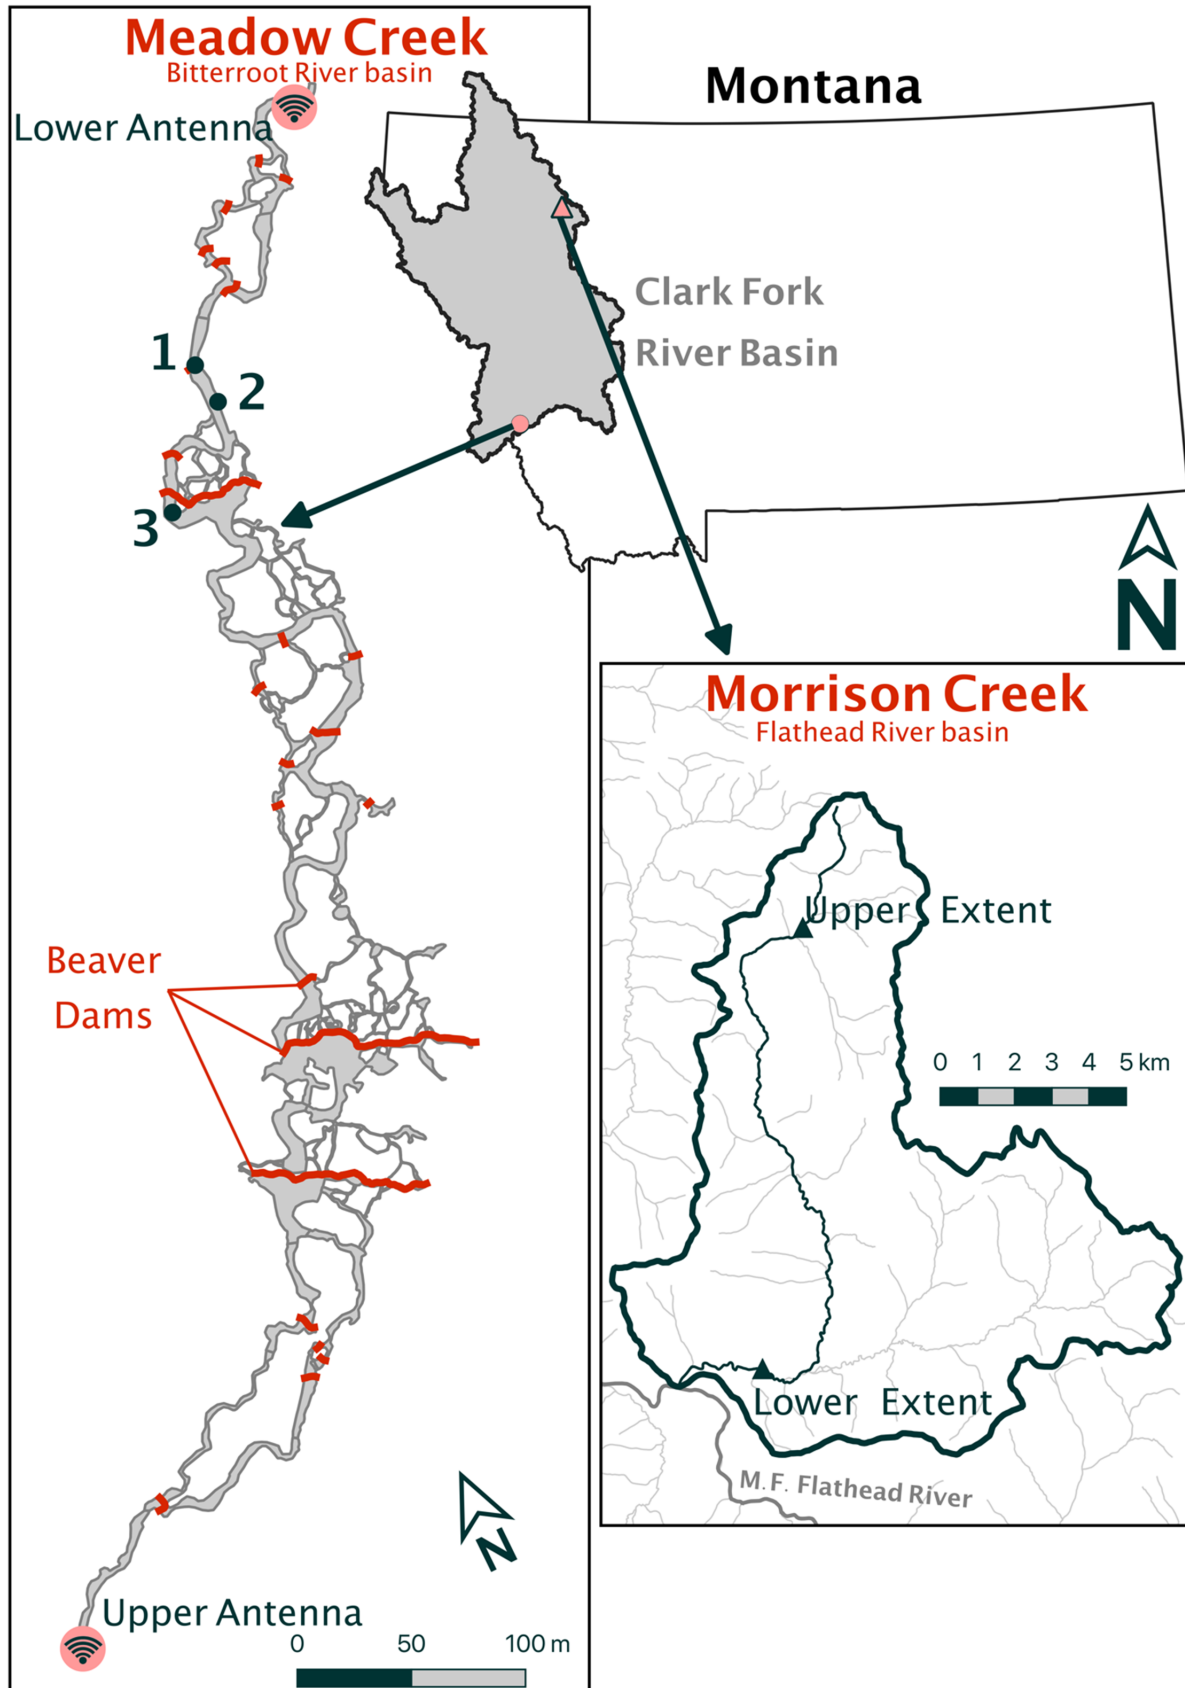 Meadow Creek
Bitterroot River basin
Lower Antenna
1
2
3
Beaver
Dams
Upper Antenna
0 50 100 m
N
Montana
Clark Fork
River Basin
N
Morrison Creek
Flathead River basin
Upper Extent
0 1 2 3 4 5 km
Lower Extent
M.F. Flathead River